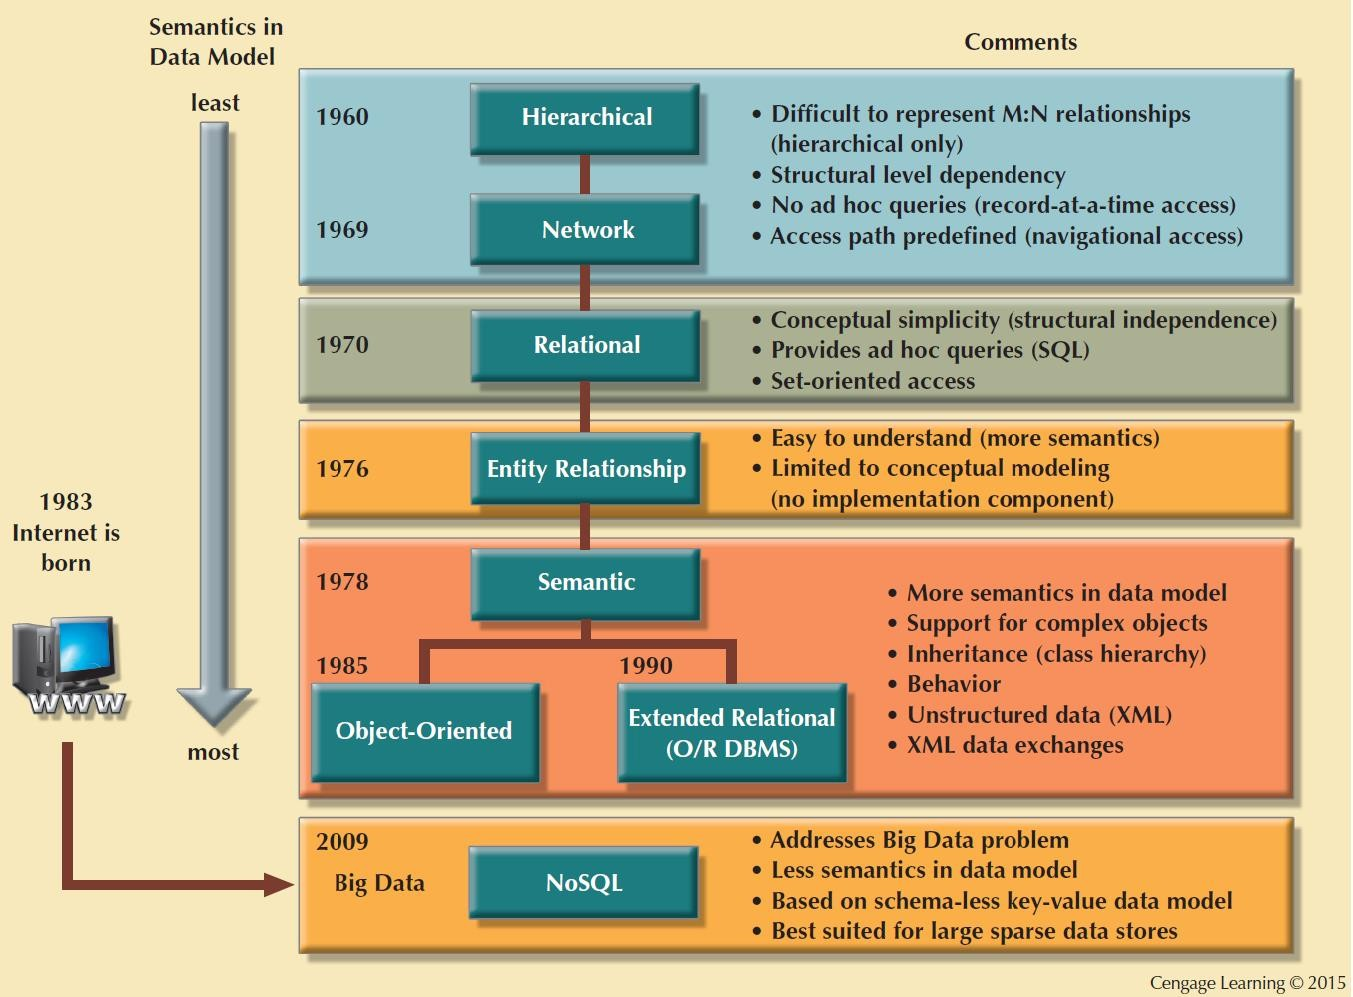 Semantics in
Data Model
Comments
least
1960
Hierarchical
• Difficult to represent M:N relationships
(hierarchical only)
• Structural level dependency
• No ad hoc queries (record-at-a-time access)
1969
Network
• Access path predefined (navigational access)
1970
Relational
• Conceptual simplicity (structural independence)
• Provides ad hoc queries (SQL)
• Set-oriented access
1976
Entity Relationship
• Easy to understand (more semantics)
• Limited to conceptual modeling
(no implementation component)
1983
Internet is
born
WWW
1978
Semantic
1985
Object-Oriented
1990
Extended Relational
(O/R DBMS)
• More semantics in data model
• Support for complex objects
• Inheritance (class hierarchy)
• Behavior
• Unstructured data (XML)
• XML data exchanges
most
2009
Big Data
NoSQL
• Addresses Big Data problem
• Less semantics in data model
• Based on schema-less key-value data model
• Best suited for large sparse data stores
Cengage Learning © 2015